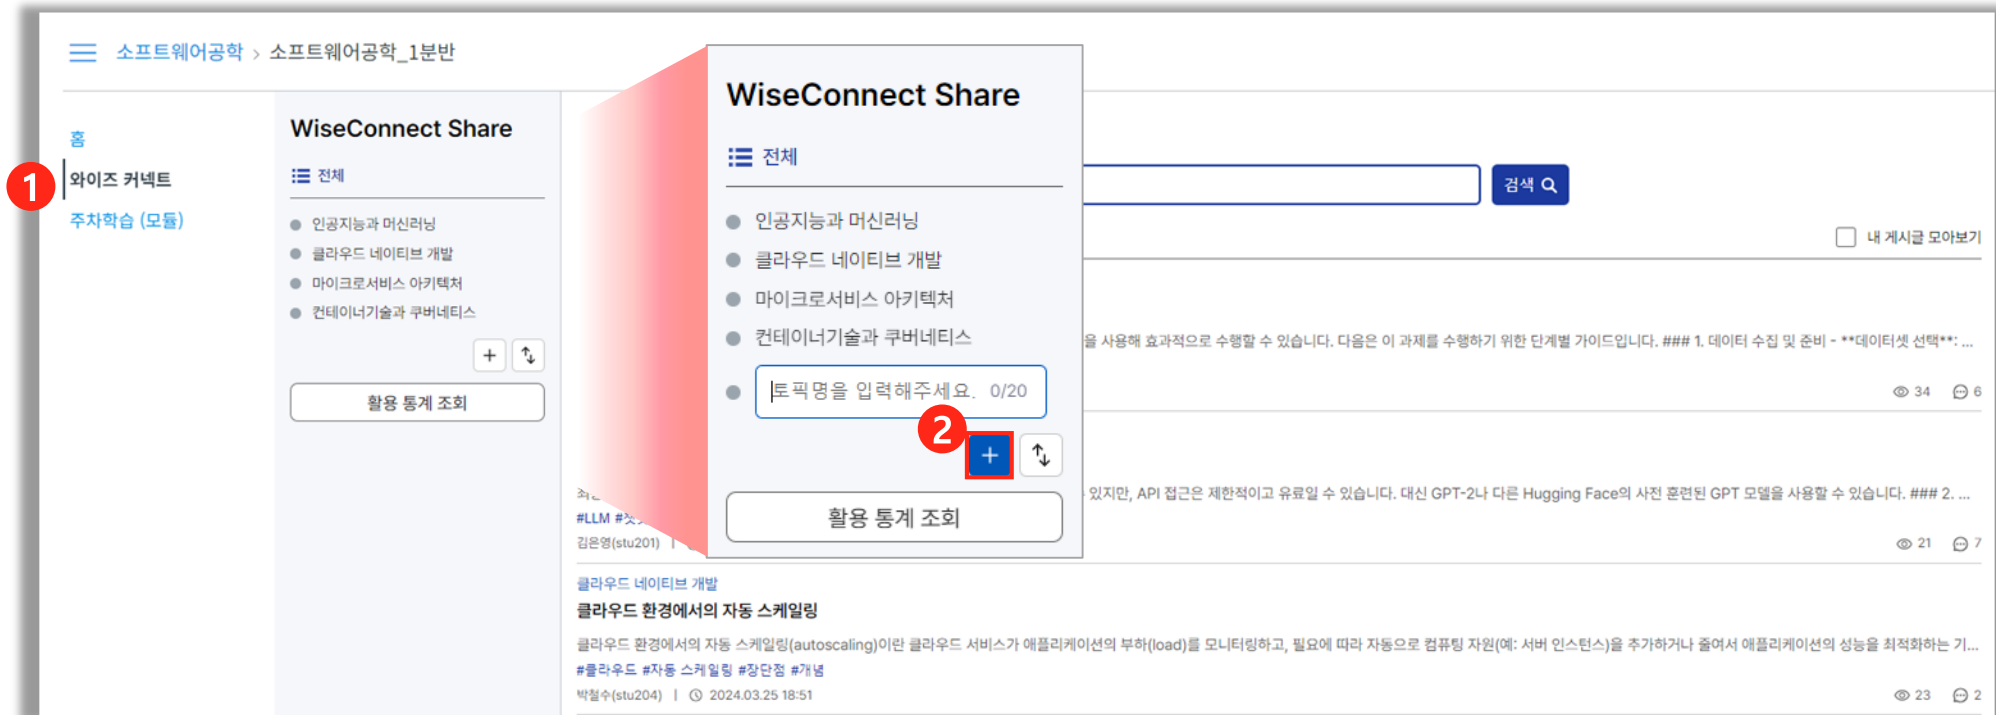 소프트웨어공학 > 소프트웨어공학_1분반
홈
1
와이즈 커넥트
주차학습 (모듈)
WiseConnect Share
전체
인공지능과 머신러닝
클라우드 네이티브 개발
마이크로서비스 아키텍처
컨테이너기술과 쿠버네티스
+
활용 통계 조회
WiseConnect Share
전체
인공지능과 머신러닝
클라우드 네이티브 개발
마이크로서비스 아키텍처
컨테이너기술과 쿠버네티스
토픽명을 입력해주세요. 0/20
2
+
활용 통계 조회
검색
내 게시글 모아보기
을 사용해 효과적으로 수행할 수 있습니다. 다음은 이 과제를 수행하기 위한 단계별 가이드입니다. ### 1. 데이터 수집 및 준비 - **데이터셋 선택**: ...
34 6
있지만, API 접근은 제한적이고 유료일 수 있습니다. 대신 GPT-2나 다른 Hugging Face의 사전 훈련된 GPT 모델을 사용할 수 있습니다. ### 2. ...
#LLM
김은영(stu201) |
21 7
클라우드 네이티브 개발
클라우드 환경에서의 자동 스케일링
클라우드 환경에서의 자동 스케일링(autoscaling)이란 클라우드 서비스가 애플리케이션의 부하(load)를 모니터링하고, 필요에 따라 자동으로 컴퓨팅 자원(예: 서버 인스턴스)을 추가하거나 줄여서 애플리케이션의 성능을 최적화하는 기...
#클라우드 #자동 스케일링 #장단점 #개념
박철수(stu204) | 2024.03.25 18:51
23 2